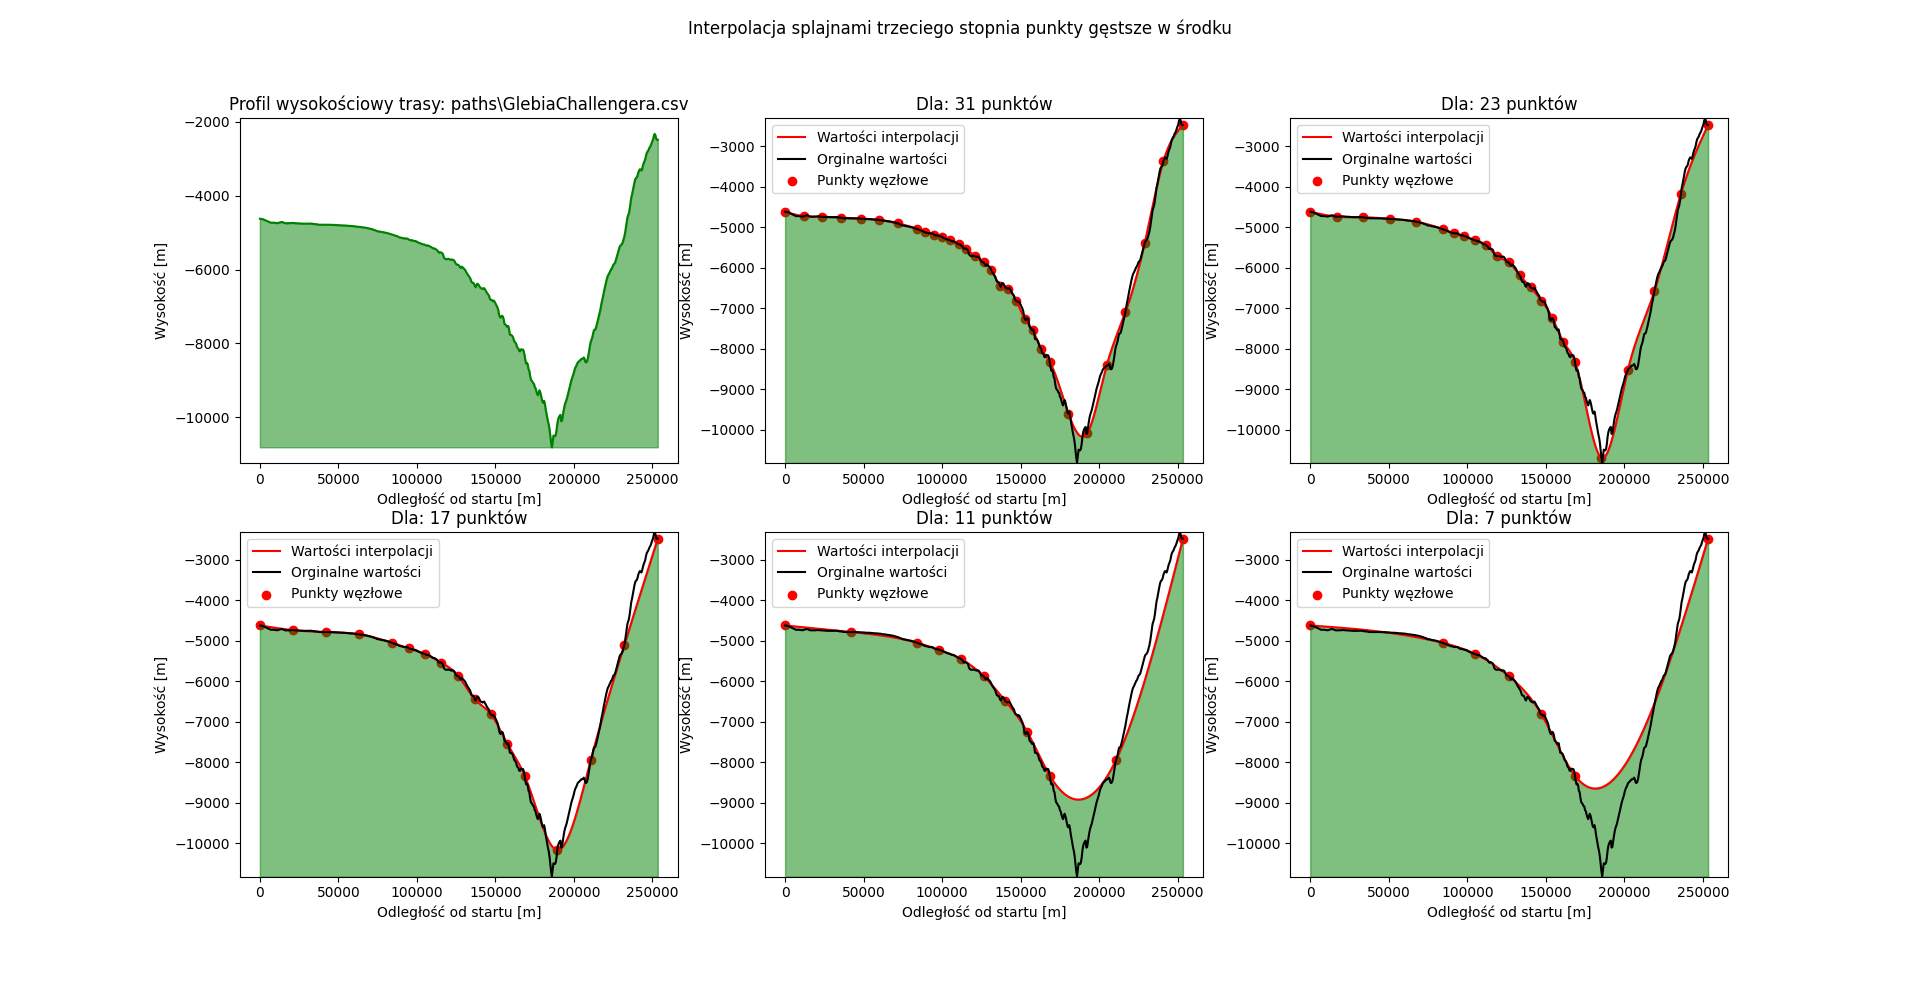 Interpolacja splajnami trzeciego stopnia punkty gęstsze w środku
Profil wysokościowy trasy: paths\GlebiaChallengera.csv
−2000
−4000
−6000
−8000
−10000
Wysokość [m]
0 50000 100000 150000 200000 250000
Odległość od startu [m]
Dla: 31 punktów
Wartości interpolacji
Orginalne wartości
Punkty węzłowe
−3000
−4000
−5000
−6000
−7000
−8000
−9000
−10000
Wysokość [m]
0 50000 100000 150000 200000 250000
Odległość od startu [m]
Dla: 23 punktów
Wartości interpolacji
Orginalne wartości
Punkty węzłowe
−3000
−4000
−5000
−6000
−7000
−8000
−9000
−10000
Wysokość [m]
0 50000 100000 150000 200000 250000
Odległość od startu [m]
Dla: 17 punktów
Wartości interpolacji
Orginalne wartości
Punkty węzłowe
−3000
−4000
−5000
−6000
−7000
−8000
−9000
−10000
Wysokość [m]
0 50000 100000 150000 200000 250000
Odległość od startu [m]
Dla: 11 punktów
Wartości interpolacji
Orginalne wartości
Punkty węzłowe
−3000
−4000
−5000
−6000
−7000
−8000
−9000
−10000
Wysokość [m]
0 50000 100000 150000 200000 250000
Odległość od startu [m]
Dla: 7 punktów
Wartości interpolacji
Orginalne wartości
Punkty węzłowe
−3000
−4000
−5000
−6000
−7000
−8000
−9000
−10000
Wysokość [m]
0 50000 100000 150000 200000 250000
Odległość od startu [m]